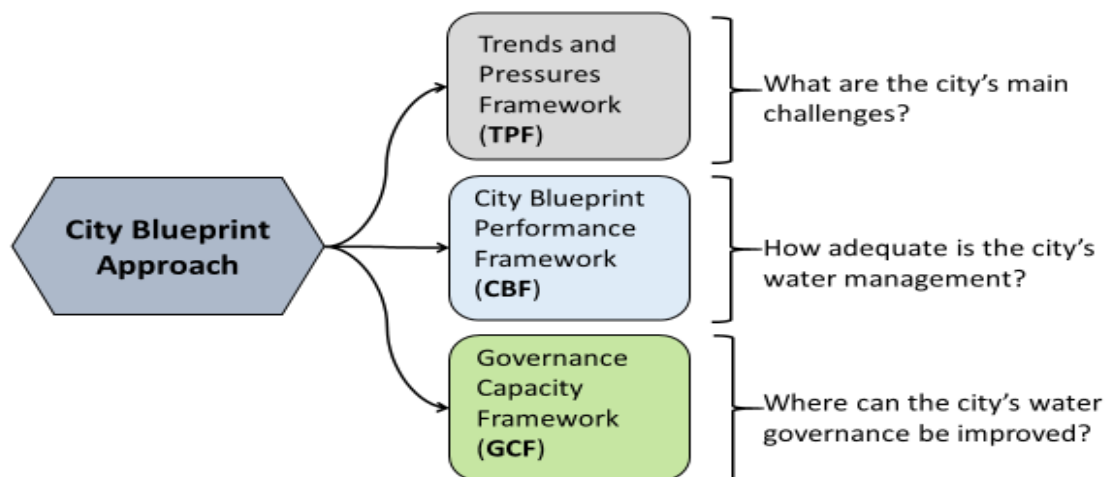 City Blueprint
Approach
Trends and
Pressures
Framework
(TPF)
What are the city's main
challenges?
City Blueprint
Performance
Framework
(CBF)
How adequate is the city's
water management?
Governance
Capacity
Framework
(GCF)
Where can the city's water
governance be improved?